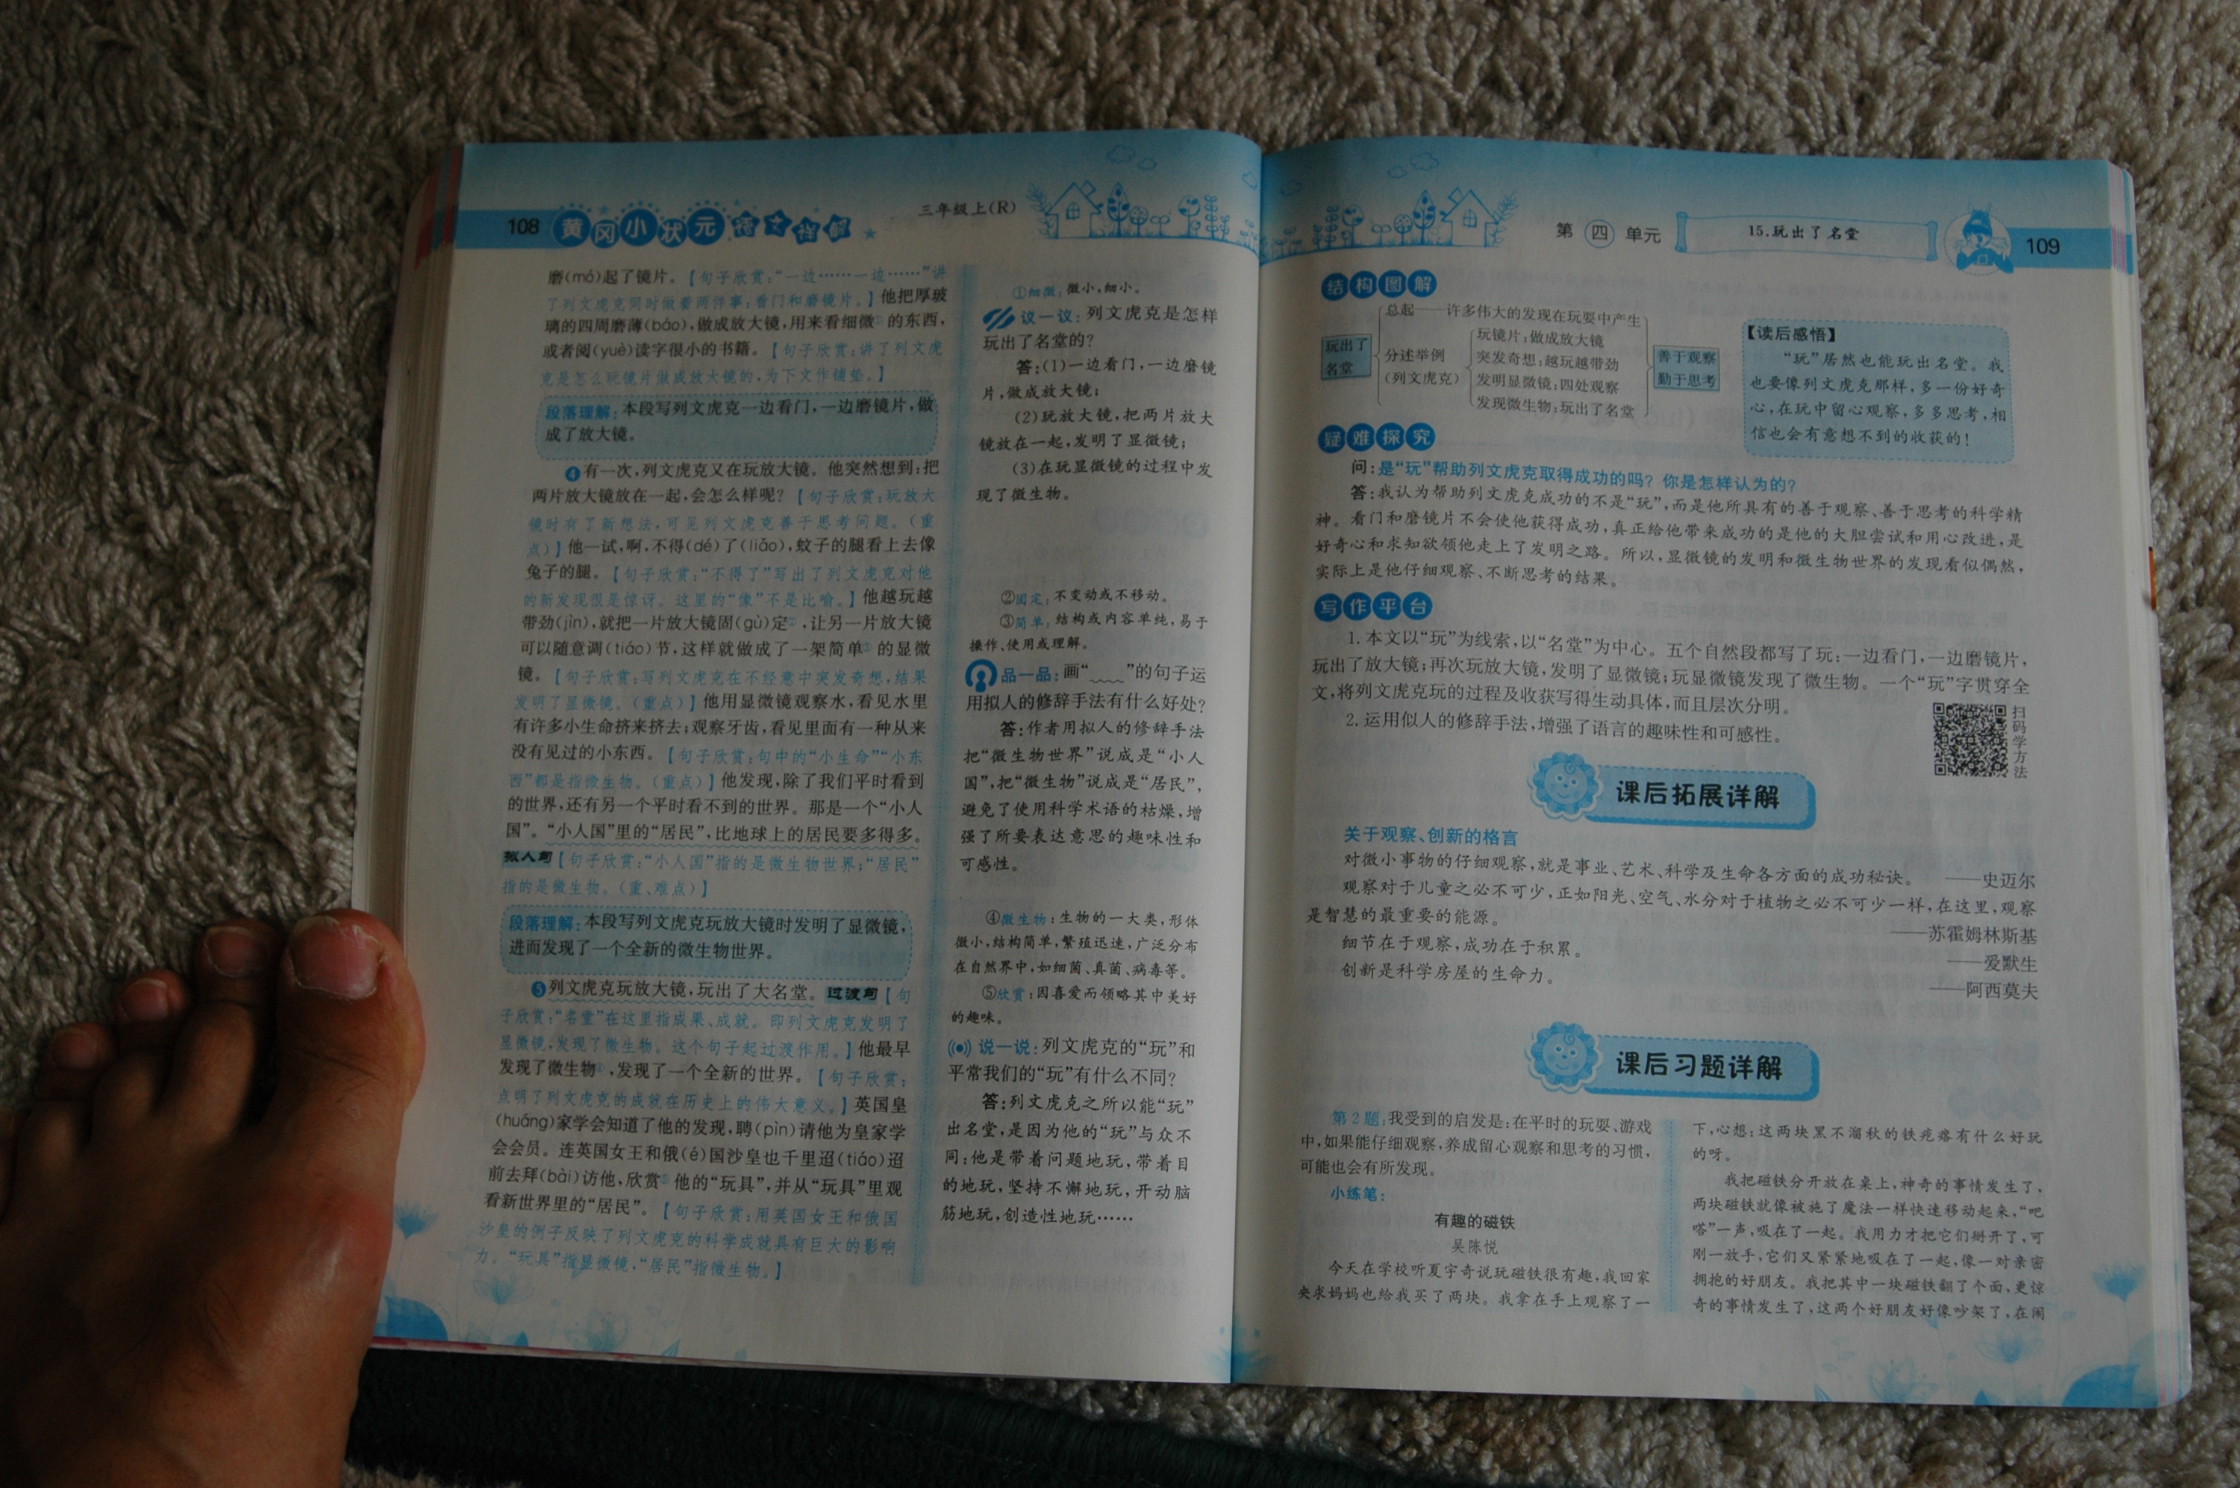 108 黄冈小状元 语文详解 三年级上(R)
磨(mó)起了镜片。【句子欣赏:“一边……一边……”讲
了列文虎克同时做着两件事:看门和磨镜片。】他把厚玻
璃的四周磨薄(báo),做成放大镜,用来看细微①的东西,
或者阅(yuè)读字很小的书籍。【句子欣赏:讲了列文虎
克是怎么玩镜片做成放大镜的,为下文作铺垫。】
段落理解:本段写列文虎克一边看门,一边磨镜片,做
成了放大镜。
❹有一次,列文虎克又在玩放大镜。他突然想到:把
两片放大镜放在一起,会怎么样呢?【句子欣赏:玩放大
镜时有了新想法,可见列文虎克善于思考问题。(重
点)】他一试,啊,不得(dé)了(liǎo),蚊子的腿看上去像
兔子的腿。【句子欣赏:“不得了”写出了列文虎克对他
的新发现很是惊讶。这里的“像”不是比喻。】他越玩越
带劲(jìn),就把一片放大镜固(gù)定②,让另一片放大镜
可以随意调(tiáo)节,这样就做成了一架简单③的显微
镜。【句子欣赏:写列文虎克在不经意中突发奇想,结果
发明了显微镜。(重点)】他用显微镜观察水,看见水里
有许多小生命挤来挤去;观察牙齿,看见里面有一种从来
没有见过的小东西。【句子欣赏:句中的“小生命”“小东
西”都是指微生物。(重点)】他发现,除了我们平时看到
的世界,还有另一个平时看不到的世界。那是一个“小人
国”。“小人国”里的“居民”,比地球上的居民要多得多。
拟人句【句子欣赏:“小人国”指的是微生物世界;“居民”
指的是微生物。(重、难点)】
段落理解:本段写列文虎克玩放大镜时发明了显微镜,
进而发现了一个全新的微生物世界。
❺列文虎克玩放大镜,玩出了大名堂。过渡句【句
子欣赏:“名堂”在这里指成果、成就。即列文虎克发明了
显微镜,发现了微生物。这个句子起过渡作用。】他最早
发现了微生物④,发现了一个全新的世界。【句子欣赏:
点明了列文虎克的成就在历史上的伟大意义。】英国皇
(huáng)家学会知道了他的发现,聘(pìn)请他为皇家学
会会员。连英国女王和俄(é)国沙皇也千里迢(tiáo)迢
前去拜(bài)访他,欣赏⑤他的“玩具”,并从“玩具”里观
看新世界里的“居民”。【句子欣赏:用英国女王和俄国
沙皇的例子反映了列文虎克的科学成就具有巨大的影响
力。“玩具”指显微镜,“居民”指微生物。】
①细微:微小,细小。
议一议:列文虎克是怎样
玩出了名堂的?
答:(1)一边看门,一边磨镜
片,做成放大镜;
(2)玩放大镜,把两片放大
镜放在一起,发明了显微镜;
(3)在玩显微镜的过程中发
现了微生物。
②固定:不变动或不移动。
③简单:结构或内容单纯,易于
操作、使用或理解。
品一品:画“﹏﹏”的句子运
用拟人的修辞手法有什么好处?
答:作者用拟人的修辞手法
把“微生物世界”说成是“小人
国”,把“微生物”说成是“居民”,
避免了使用科学术语的枯燥,增
强了所要表达意思的趣味性和
可感性。
④微生物:生物的一大类,形体
微小,结构简单,繁殖迅速,广泛分布
在自然界中,如细菌、真菌、病毒等。
⑤欣赏:因喜爱而领略其中美好
的趣味。
说一说:列文虎克的“玩”和
平常我们的“玩”有什么不同?
答:列文虎克之所以能“玩”
出名堂,是因为他的“玩”与众不
同:他是带着问题地玩,带着目
的地玩,坚持不懈地玩,开动脑
筋地玩,创造性地玩……
第四单元 15.玩出了名堂 109
结构图解
玩出了
名堂
总起——许多伟大的发现在玩耍中产生
分述举例
(列文虎克)
玩镜片:做成放大镜
突发奇想:越玩越带劲
发明显微镜:四处观察
发现微生物:玩出了名堂
善于观察
勤于思考
【读后感悟】
“玩”居然也能玩出名堂。我
也要像列文虎克那样,多一份好奇
心,在玩中留心观察,多多思考,相
信也会有意想不到的收获的!
疑难探究
问:是“玩”帮助列文虎克取得成功的吗?你是怎样认为的?
答:我认为帮助列文虎克成功的不是“玩”,而是他所具有的善于观察、善于思考的科学精
神。看门和磨镜片不会使他获得成功,真正给他带来成功的是他的大胆尝试和用心改进,是
好奇心和求知欲领他走上了发明之路。所以,显微镜的发明和微生物世界的发现看似偶然,
实际上是他仔细观察、不断思考的结果。
写作平台
1.本文以“玩”为线索,以“名堂”为中心。五个自然段都写了玩:一边看门,一边磨镜片,
玩出了放大镜;再次玩放大镜,发明了显微镜;玩显微镜发现了微生物。一个“玩”字贯穿全
文,将列文虎克玩的过程及收获写得生动具体,而且层次分明。
2.运用似人的修辞手法,增强了语言的趣味性和可感性。
扫码学方法
课后拓展详解
关于观察、创新的格言
对微小事物的仔细观察,就是事业、艺术、科学及生命各方面的成功秘诀。 ——史迈尔
观察对于儿童之必不可少,正如阳光、空气、水分对于植物之必不可少一样,在这里,观察
是智慧的最重要的能源。 ——苏霍姆林斯基
细节在于观察,成功在于积累。 ——爱默生
创新是科学房屋的生命力。 ——阿西莫夫
课后习题详解
第2题:我受到的启发是:在平时的玩耍、游戏
中,如果能仔细观察,养成留心观察和思考的习惯,
可能也会有所发现。
小练笔:
有趣的磁铁
吴陈悦
今天在学校听夏宇奇说玩磁铁很有趣,我回家
央求妈妈也给我买了两块。我拿在手上观察了一
下,心想:这两块黑不溜秋的铁疙瘩有什么好玩
的呀。
我把磁铁分开放在桌上,神奇的事情发生了,
两块磁铁就像被施了魔法一样快速移动起来,“吧
嗒”一声,吸在了一起。我用力才把它们掰开了,可
刚一放手,它们又紧紧地吸在了一起,像一对亲密
拥抱的好朋友。我把其中一块磁铁翻了个面,更惊
奇的事情发生了,这两个好朋友好像吵架了,在闹